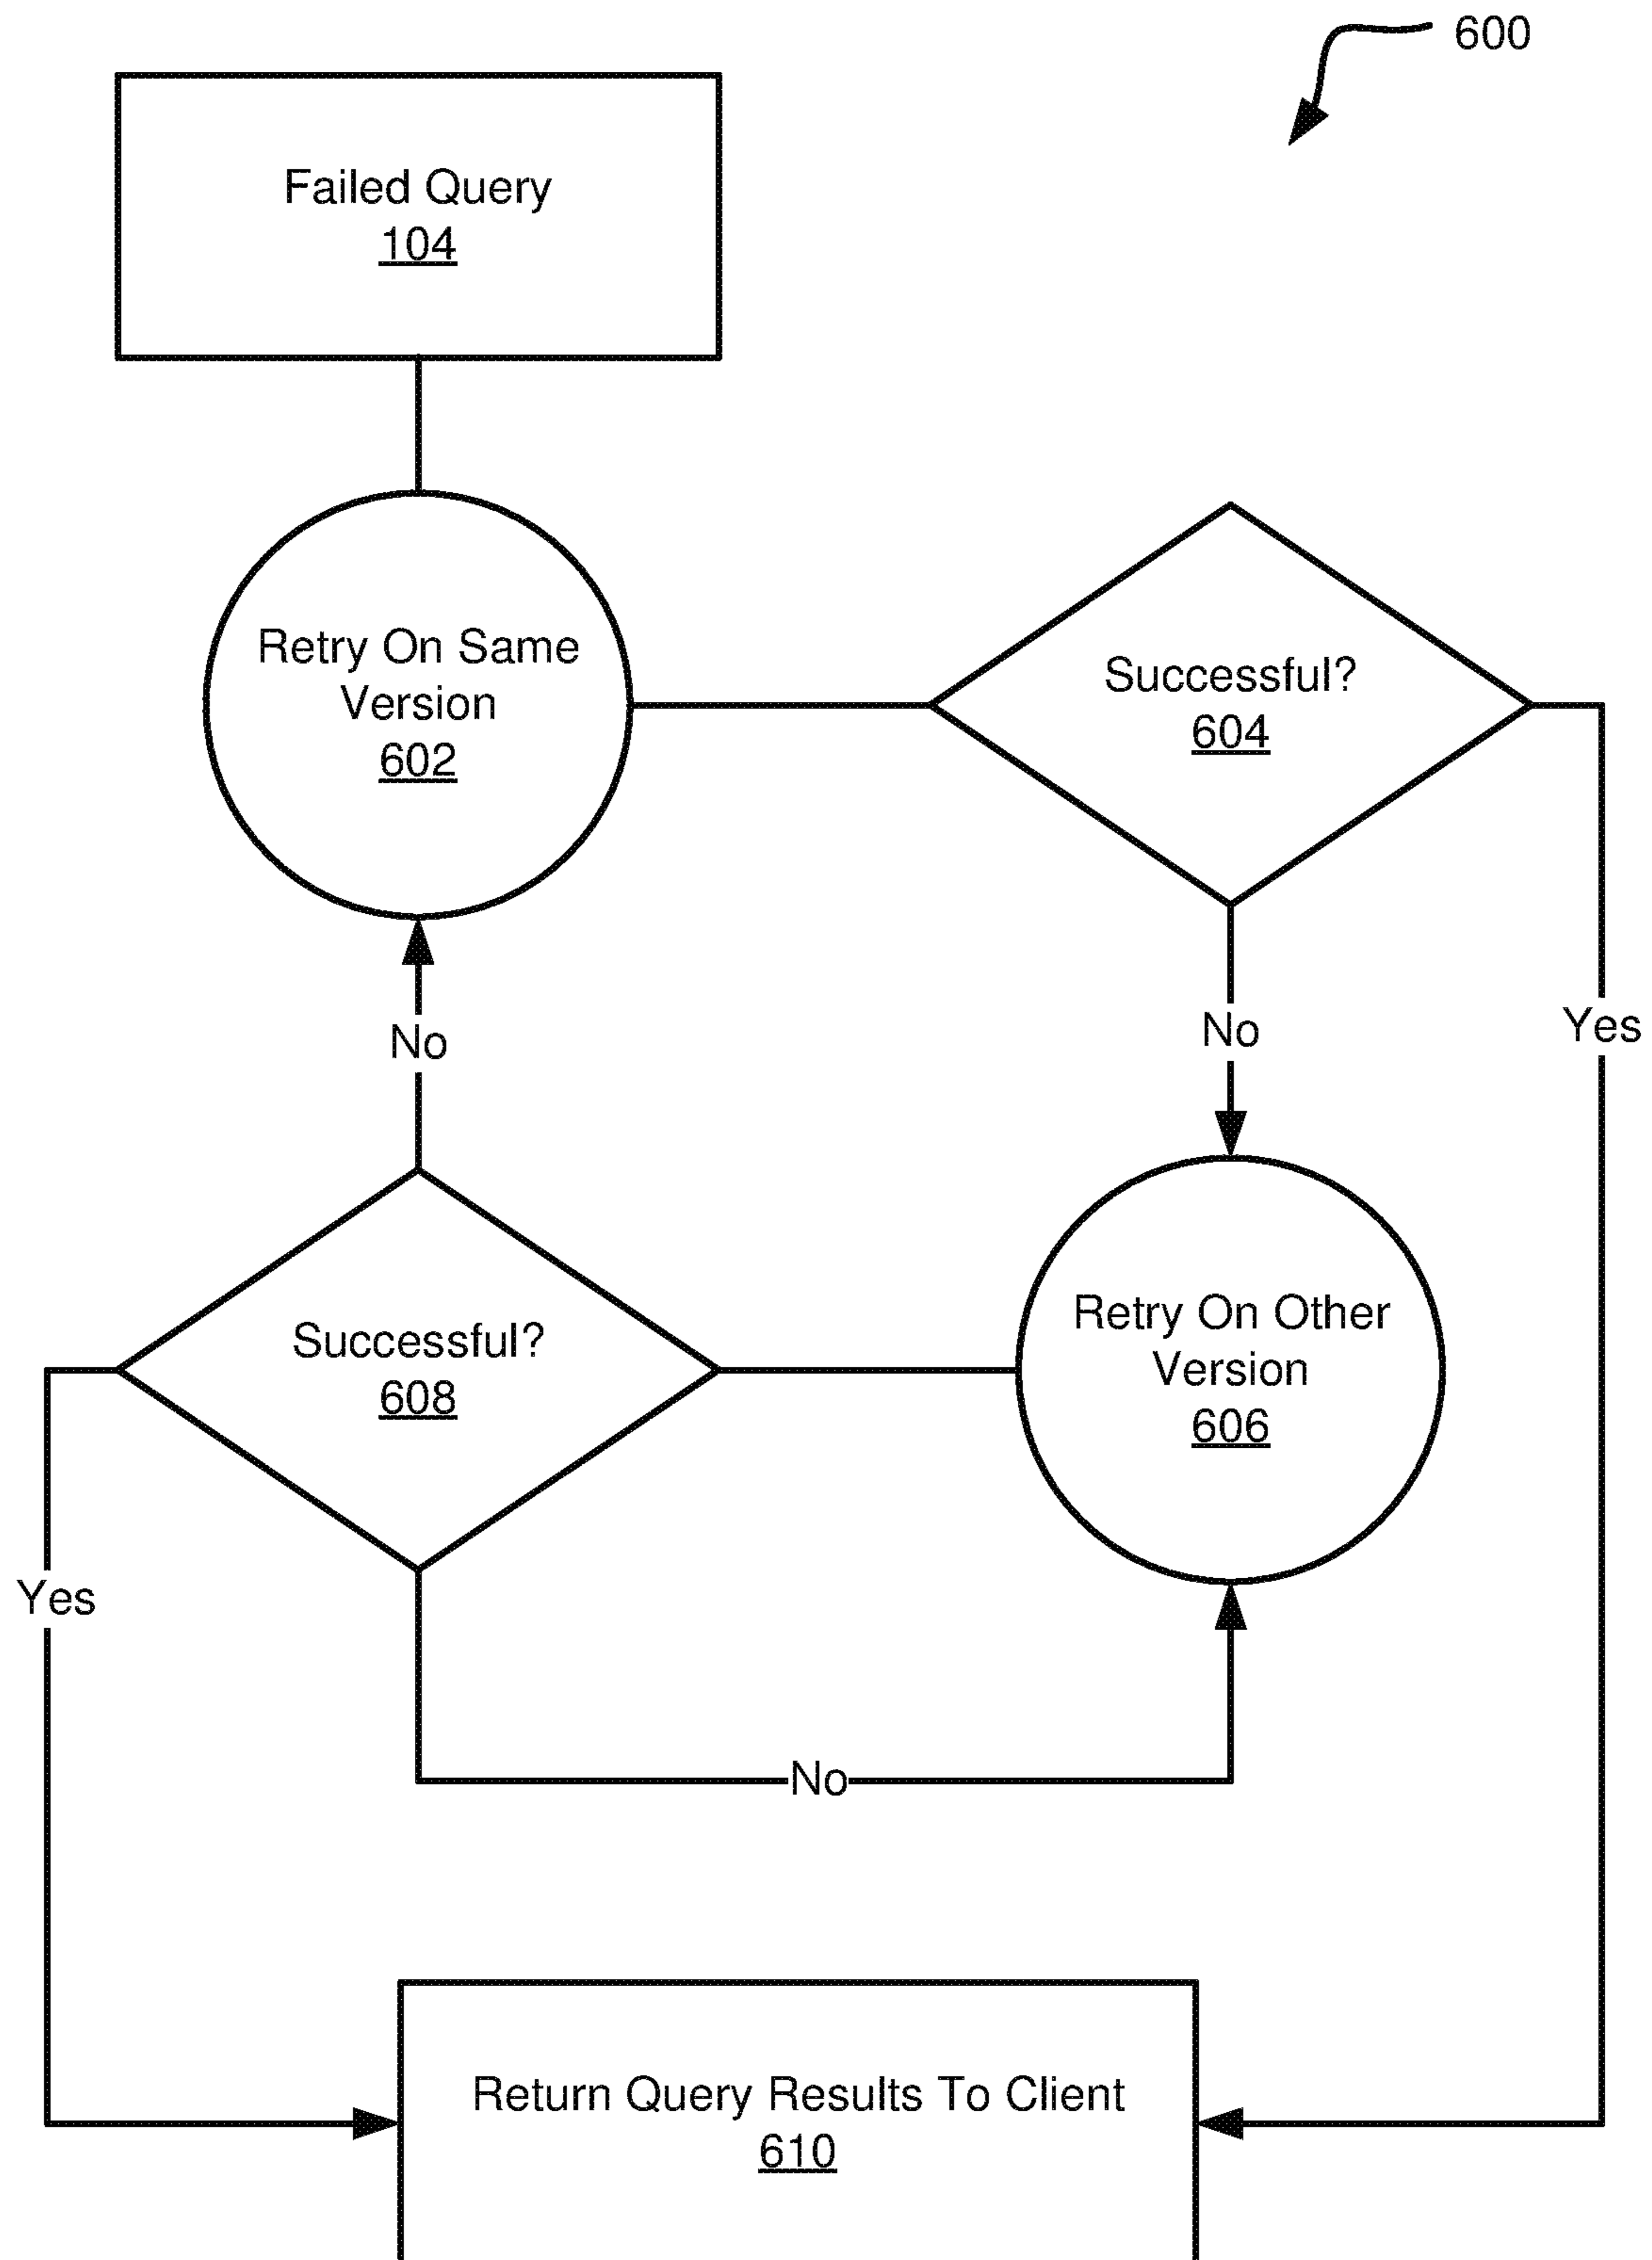 600
Failed Query
104
Retry On Same
Version
602
Successful?
604
No
No
Yes
Successful?
608
Retry On Other
Version
606
Yes
No
Return Query Results To Client
610